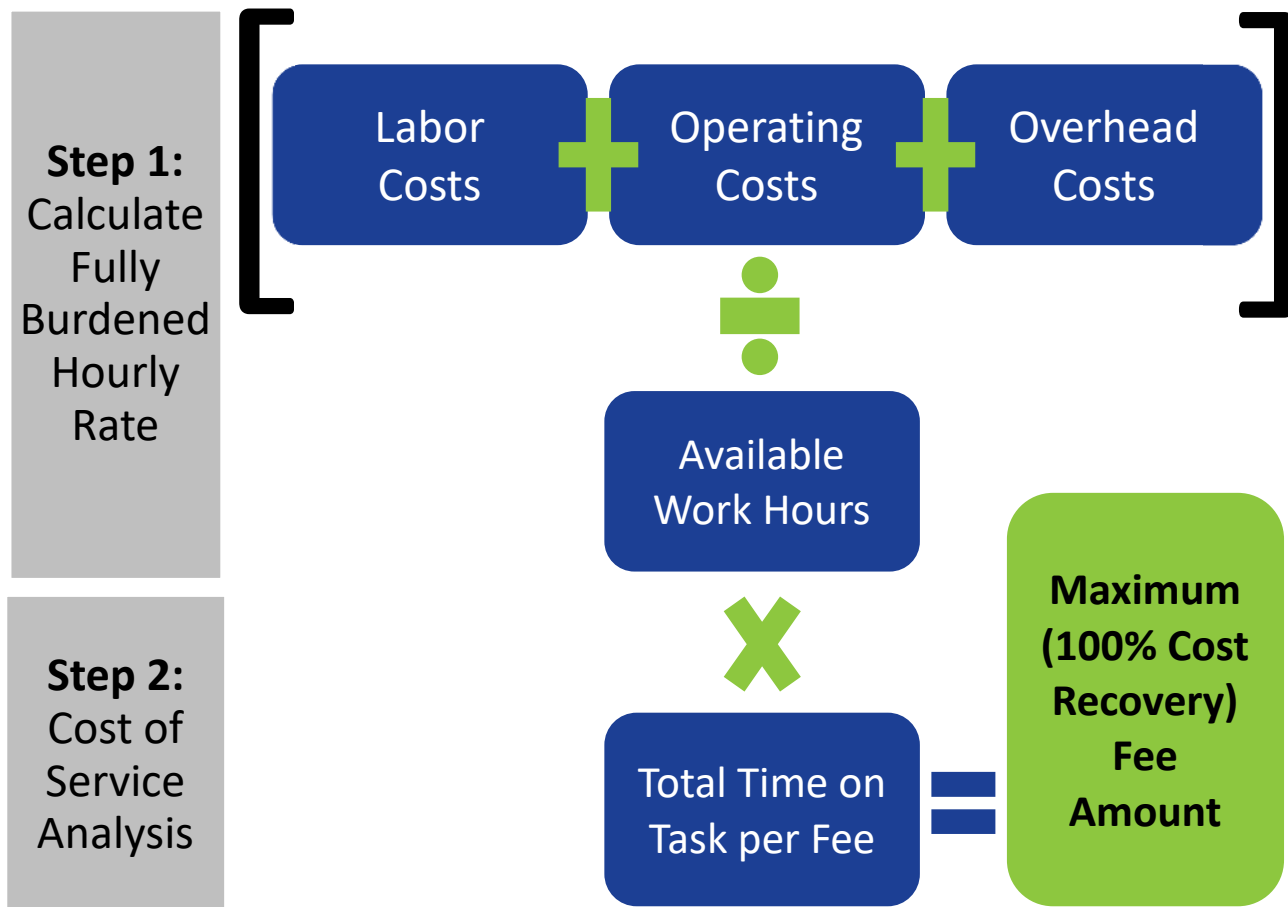 Step 1:
Calculate
Fully
Burdened
Hourly
Rate
Labor
Costs
Operating
Costs
Overhead
Costs
Available
Work Hours
Step 2:
Cost of
Service
Analysis
Total Time on
Task per Fee
Maximum
(100% Cost
Recovery)
Fee
Amount